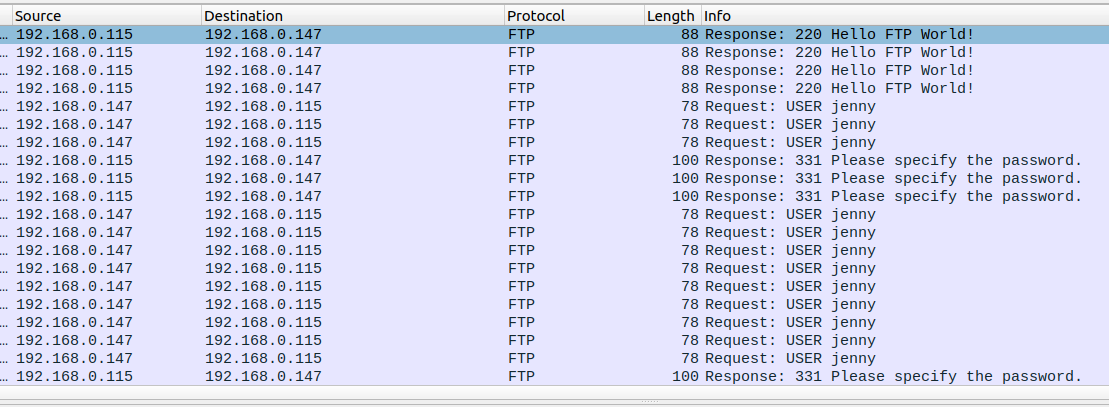 Source Destination Protocol Length Info
… 192.168.0.115 192.168.0.147 FTP 88 Response: 220 Hello FTP World!
… 192.168.0.115 192.168.0.147 FTP 88 Response: 220 Hello FTP World!
… 192.168.0.115 192.168.0.147 FTP 88 Response: 220 Hello FTP World!
… 192.168.0.115 192.168.0.147 FTP 88 Response: 220 Hello FTP World!
… 192.168.0.147 192.168.0.115 FTP 78 Request: USER jenny
… 192.168.0.147 192.168.0.115 FTP 78 Request: USER jenny
… 192.168.0.147 192.168.0.115 FTP 78 Request: USER jenny
… 192.168.0.115 192.168.0.147 FTP 100 Response: 331 Please specify the password.
… 192.168.0.115 192.168.0.147 FTP 100 Response: 331 Please specify the password.
… 192.168.0.115 192.168.0.147 FTP 100 Response: 331 Please specify the password.
… 192.168.0.147 192.168.0.115 FTP 78 Request: USER jenny
… 192.168.0.147 192.168.0.115 FTP 78 Request: USER jenny
… 192.168.0.147 192.168.0.115 FTP 78 Request: USER jenny
… 192.168.0.147 192.168.0.115 FTP 78 Request: USER jenny
… 192.168.0.147 192.168.0.115 FTP 78 Request: USER jenny
… 192.168.0.147 192.168.0.115 FTP 78 Request: USER jenny
… 192.168.0.147 192.168.0.115 FTP 78 Request: USER jenny
… 192.168.0.147 192.168.0.115 FTP 78 Request: USER jenny
… 192.168.0.147 192.168.0.115 FTP 78 Request: USER jenny
… 192.168.0.115 192.168.0.147 FTP 100 Response: 331 Please specify the password.